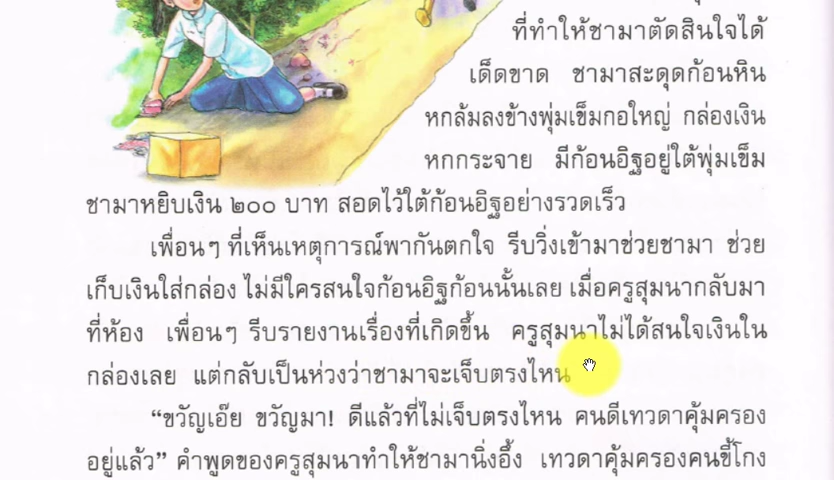 ที่ทำให้ชามาตัดสินใจได้
เด็ดขาด ชามาสะดุดก้อนหิน
หกล้มลงข้างพุ่มเข็มกอใหญ่ กล่องเงิน
หกกระจาย มีก้อนอิฐอยู่ใต้พุ่มเข็ม
ชามาหยิบเงิน ๒๐๐ บาท สอดไว้ใต้ก้อนอิฐอย่างรวดเร็ว
เพื่อนๆ ที่เห็นเหตุการณ์พากันตกใจ รีบวิ่งเข้ามาช่วยชามา ช่วย
เก็บเงินใส่กล่อง ไม่มีใครสนใจก้อนอิฐก้อนนั้นเลย เมื่อครูสุมนากลับมา
ที่ห้อง เพื่อนๆ รีบรายงานเรื่องที่เกิดขึ้น ครูสุมนาไม่ได้สนใจเงินใน
กล่องเลย แต่กลับเป็นห่วงว่าชามาจะเจ็บตรงไหน
“ขวัญเอ๊ย ขวัญมา! ดีแล้วที่ไม่เจ็บตรงไหน คนดีเทวดาคุ้มครอง
อยู่แล้ว” คำพูดของครูสุมนาทำให้ชามานิ่งอึ้ง เทวดาคุ้มครองคนขี้โกง